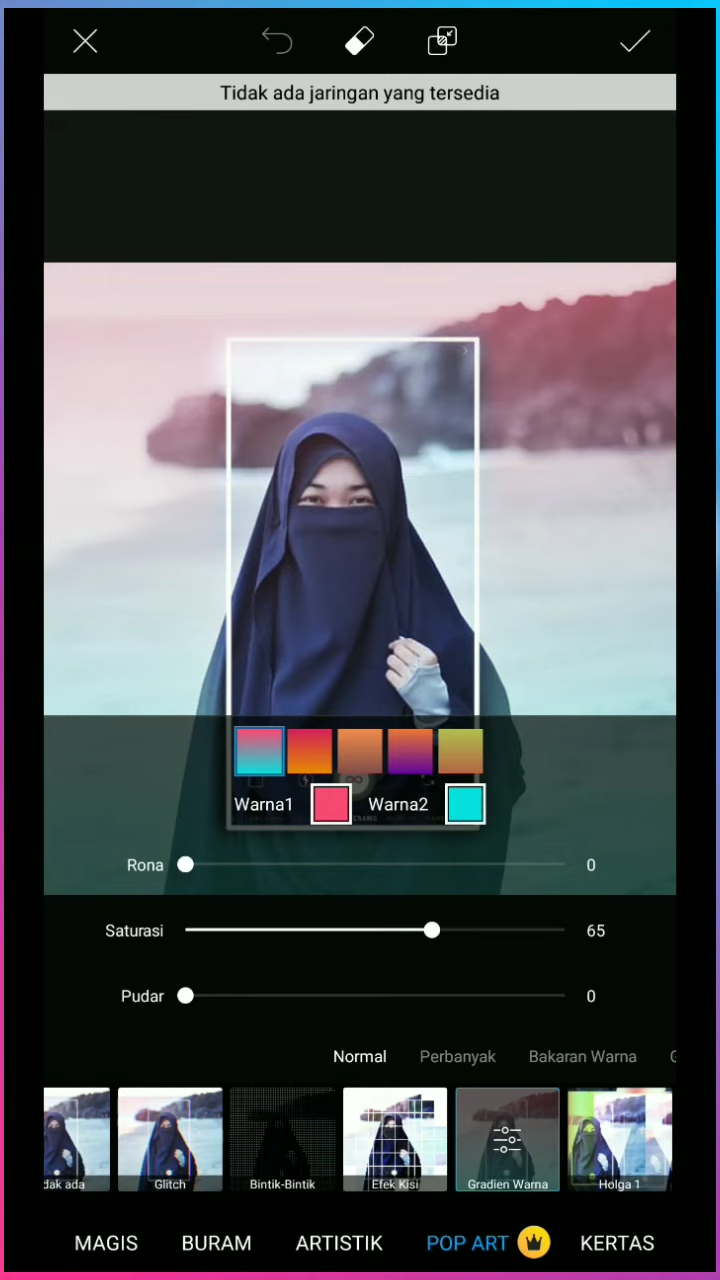 Tidak ada jaringan yang tersedia
Warna1
Warna2
Rona
0
Saturasi
65
Pudar
0
Normal
Perbanyak
Bakaran Warna
dak ada
Glitch
Bintik-Bintik
Efek Kisi
Gradien Warna
Holga 1
MAGIS
BURAM
ARTISTIK
POP ART
KERTAS